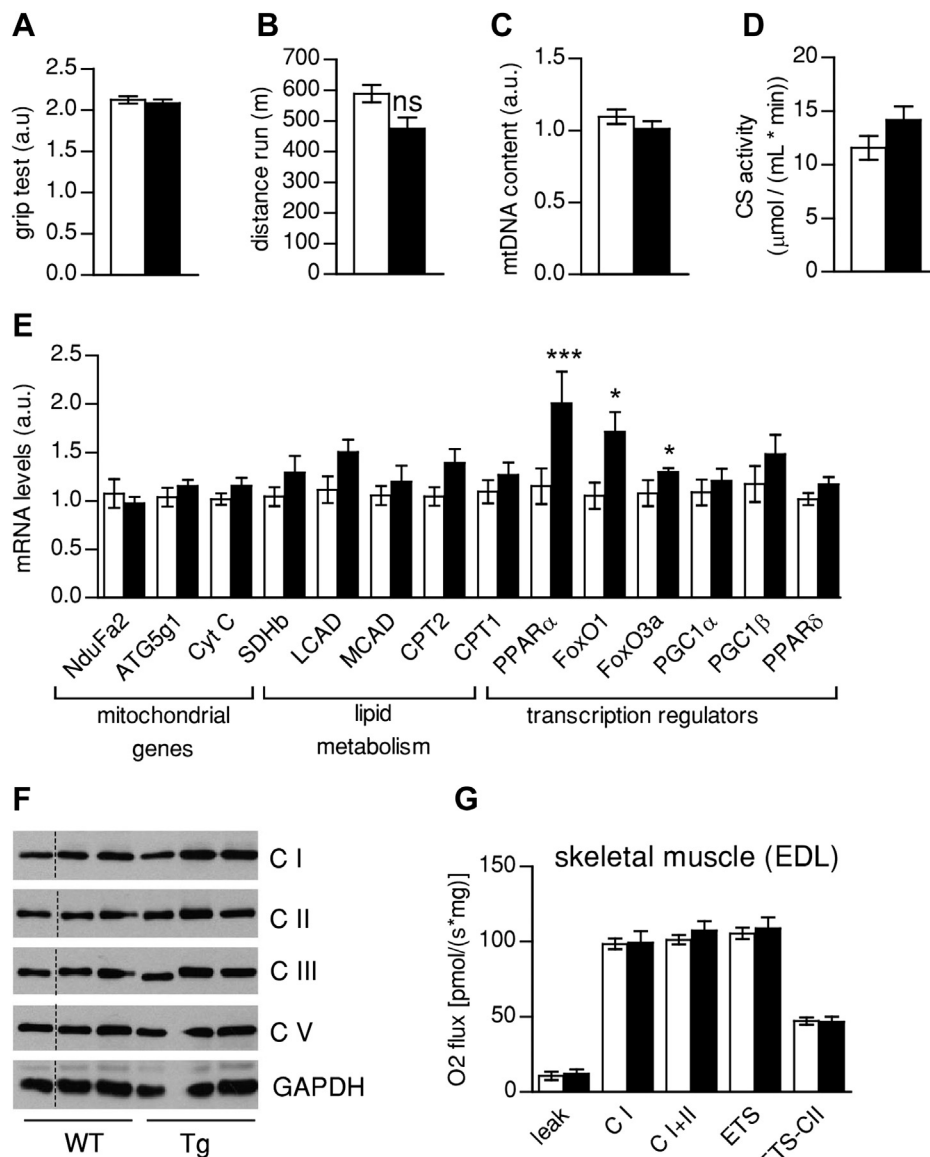 A
grip test (a.u)
2.5
2.0
1.5
1.0
0.5
0.0
B
distance run (m)
700
600
500
400
300
200
100
0
ns
C
mtDNA content (a.u.)
1.5
1.0
0.5
0.0
D
CS activity
(μmol / (mL * min))
20
15
10
5
0
E
mRNA levels (a.u.)
2.5
2.0
1.5
1.0
0.5
0.0
***
*
*
NduFa2
ATG5g1
Cyt C
SDHb
LCAD
MCAD
CPT2
CPT1
PPARα
FoxO1
FoxO3a
PGC1α
PGC1β
PPARδ
mitochondrial
genes
lipid
metabolism
transcription regulators
F
C I
C II
C III
C V
GAPDH
WT
Tg
G
skeletal muscle (EDL)
O2 flux [pmol/(s*mg)]
150
100
50
0
leak
C I
C I+II
ETS
ETS-CII